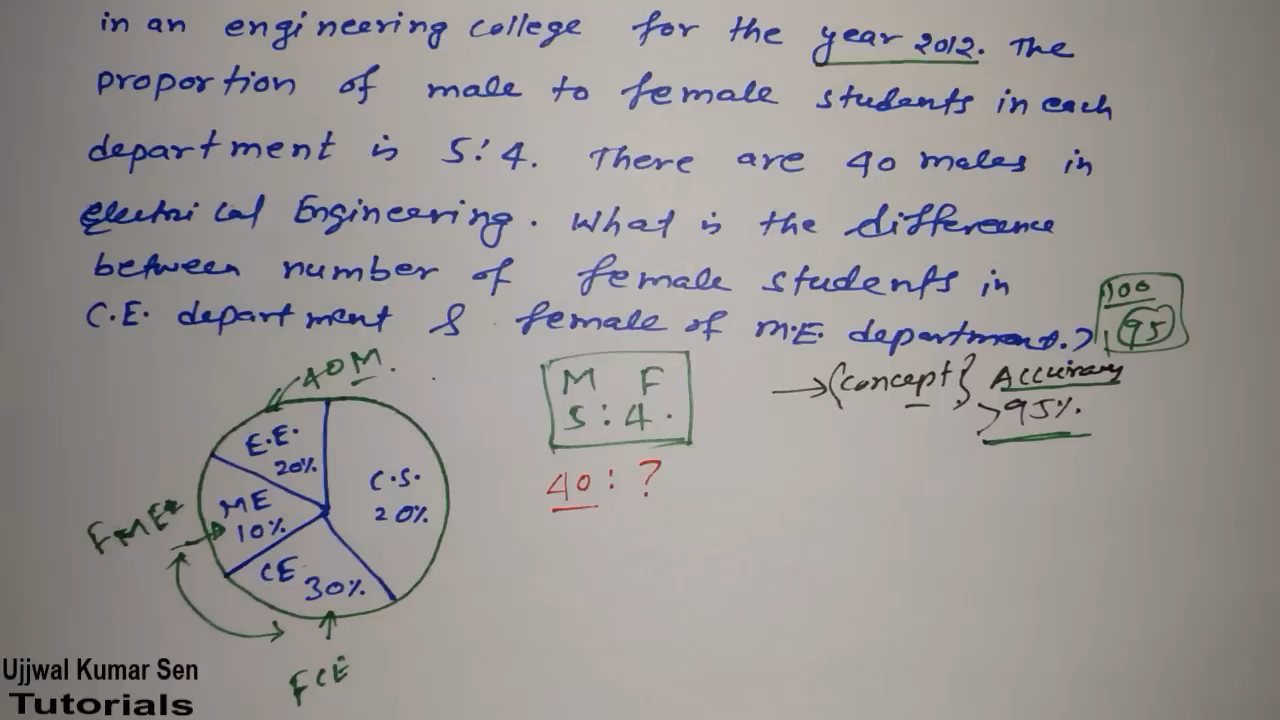 in an engineering college for the year 2012. The
proportion of male to female students in each
department is 5:4. There are 40 males in
Electrical Engineering. What is the difference
between number of female students in
C.E. department & female of M.E. department.?
100
95
(concept} Accuiracy
>95%.
40M.
M F
5:4.
40:?
E.E.
20%
C.S.
20%
ME
10%
CE
30%
FME
FCE
Ujjwal Kumar Sen
Tutorials